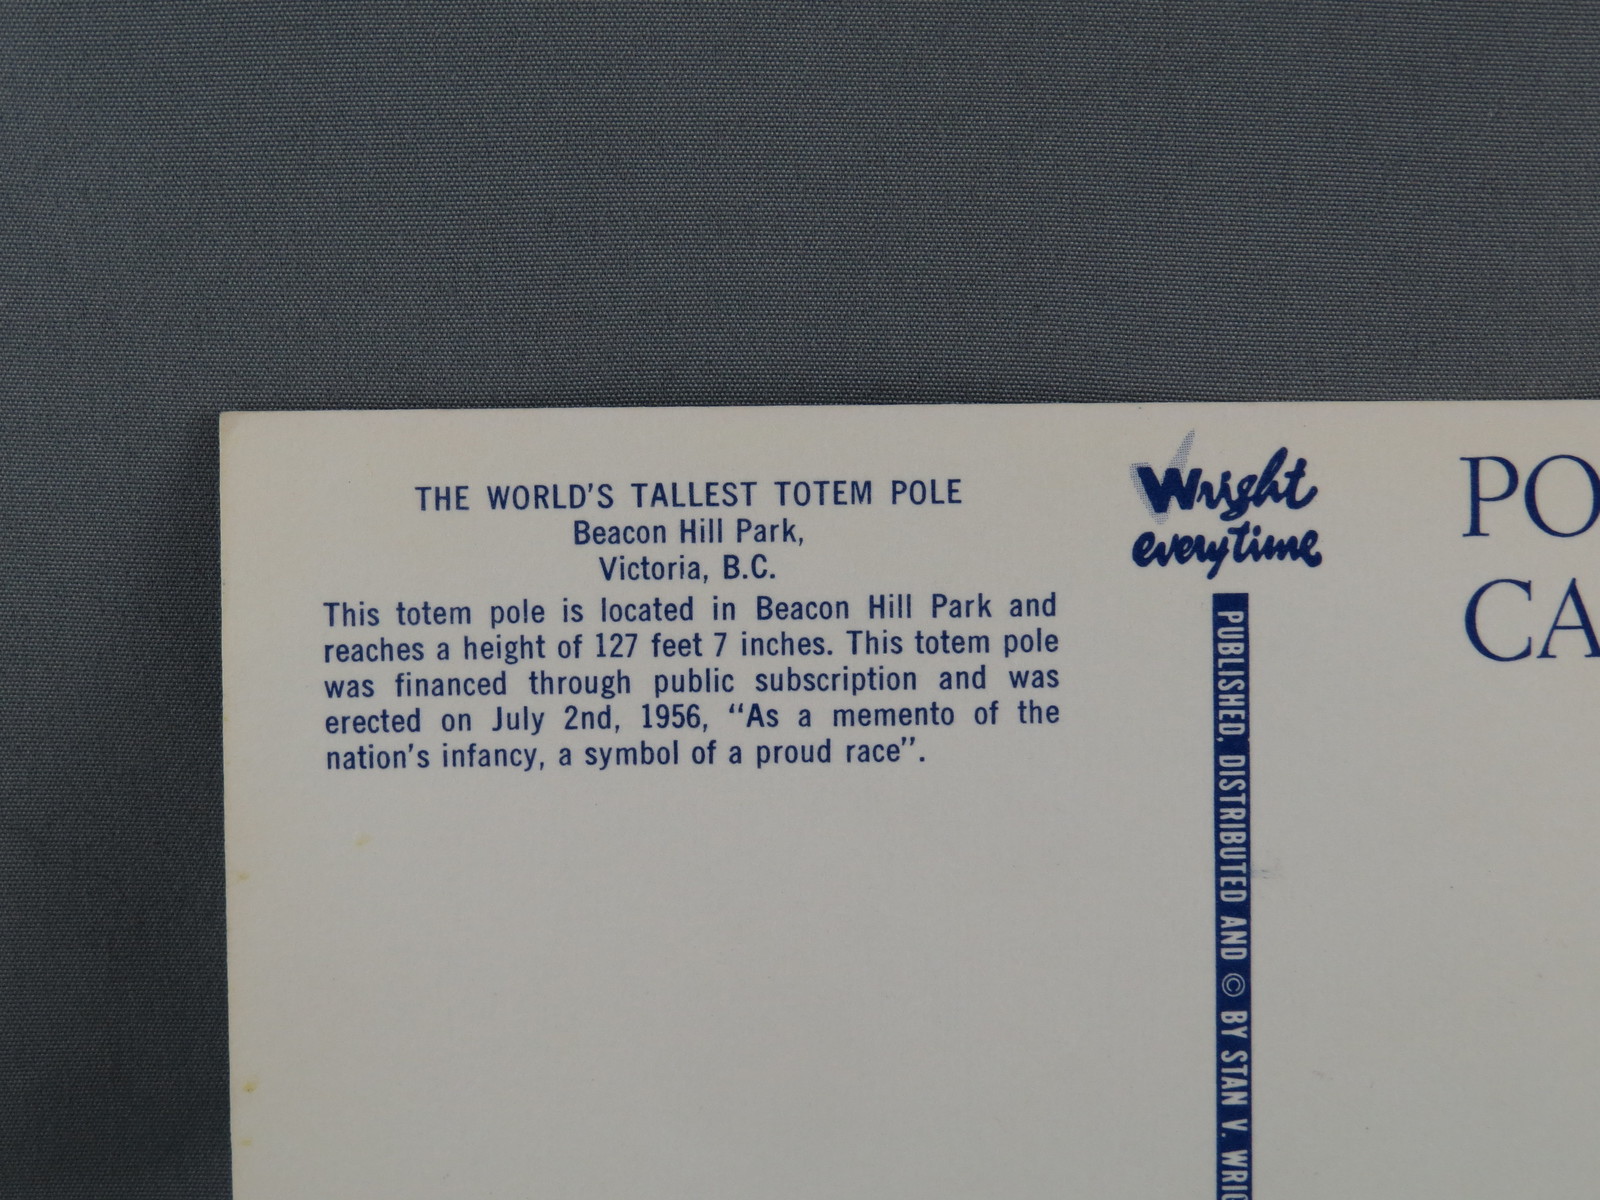 THE WORLD'S TALLEST TOTEM POLE
Beacon Hill Park,
Victoria, B.C.
This totem pole is located in Beacon Hill Park and
reaches a height of 127 feet 7 inches. This totem pole
was financed through public subscription and was
erected on July 2nd, 1956, “As a memento of the
nation's infancy, a symbol of a proud race”.
Wright
everytime
PUBLISHED, DISTRIBUTED AND © BY STAN V.